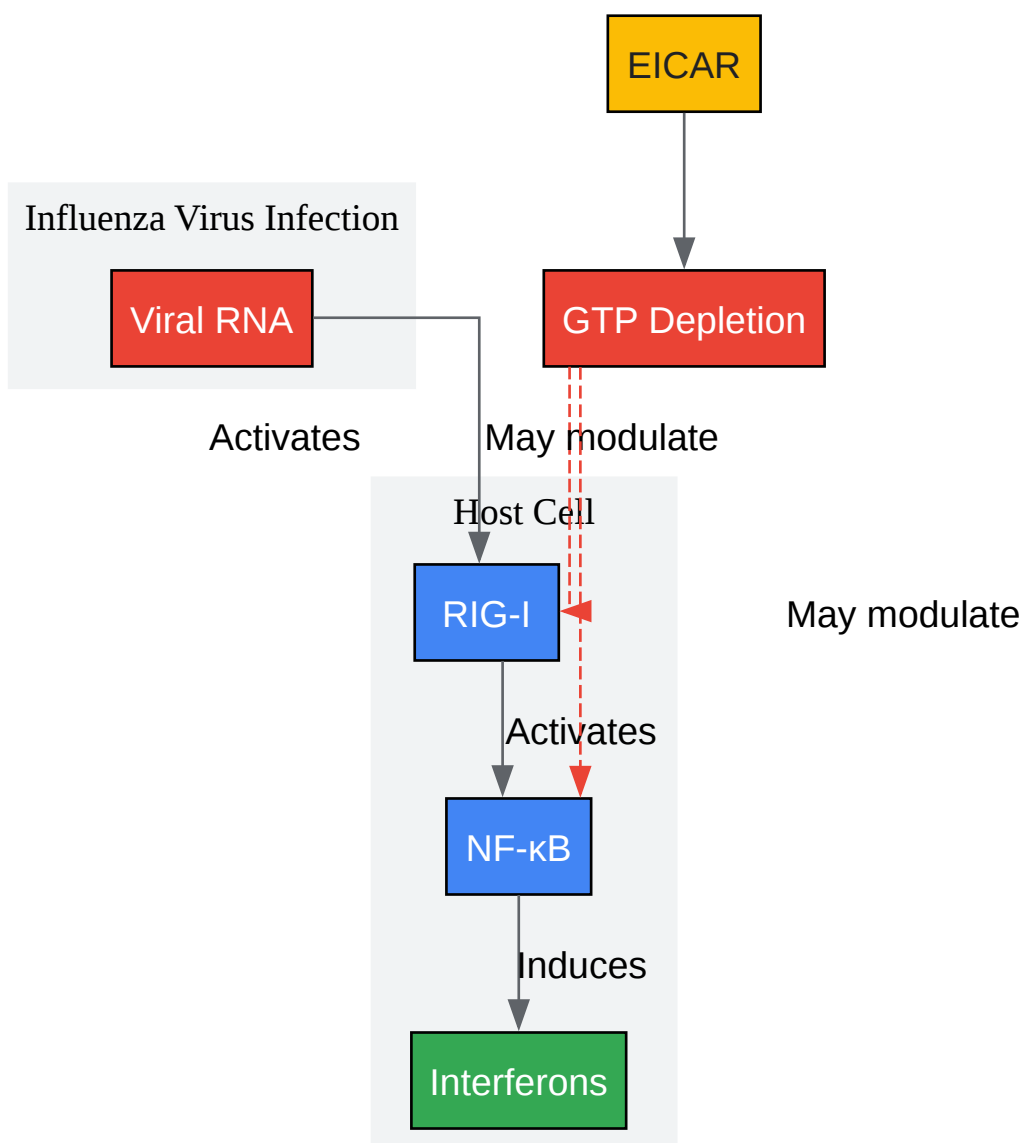 EICAR
Influenza Virus Infection
Viral RNA
GTP Depletion
Activates
May modulate
Host Cell
RIG-I
May modulate
Activates
NF-κB
Induces
Interferons